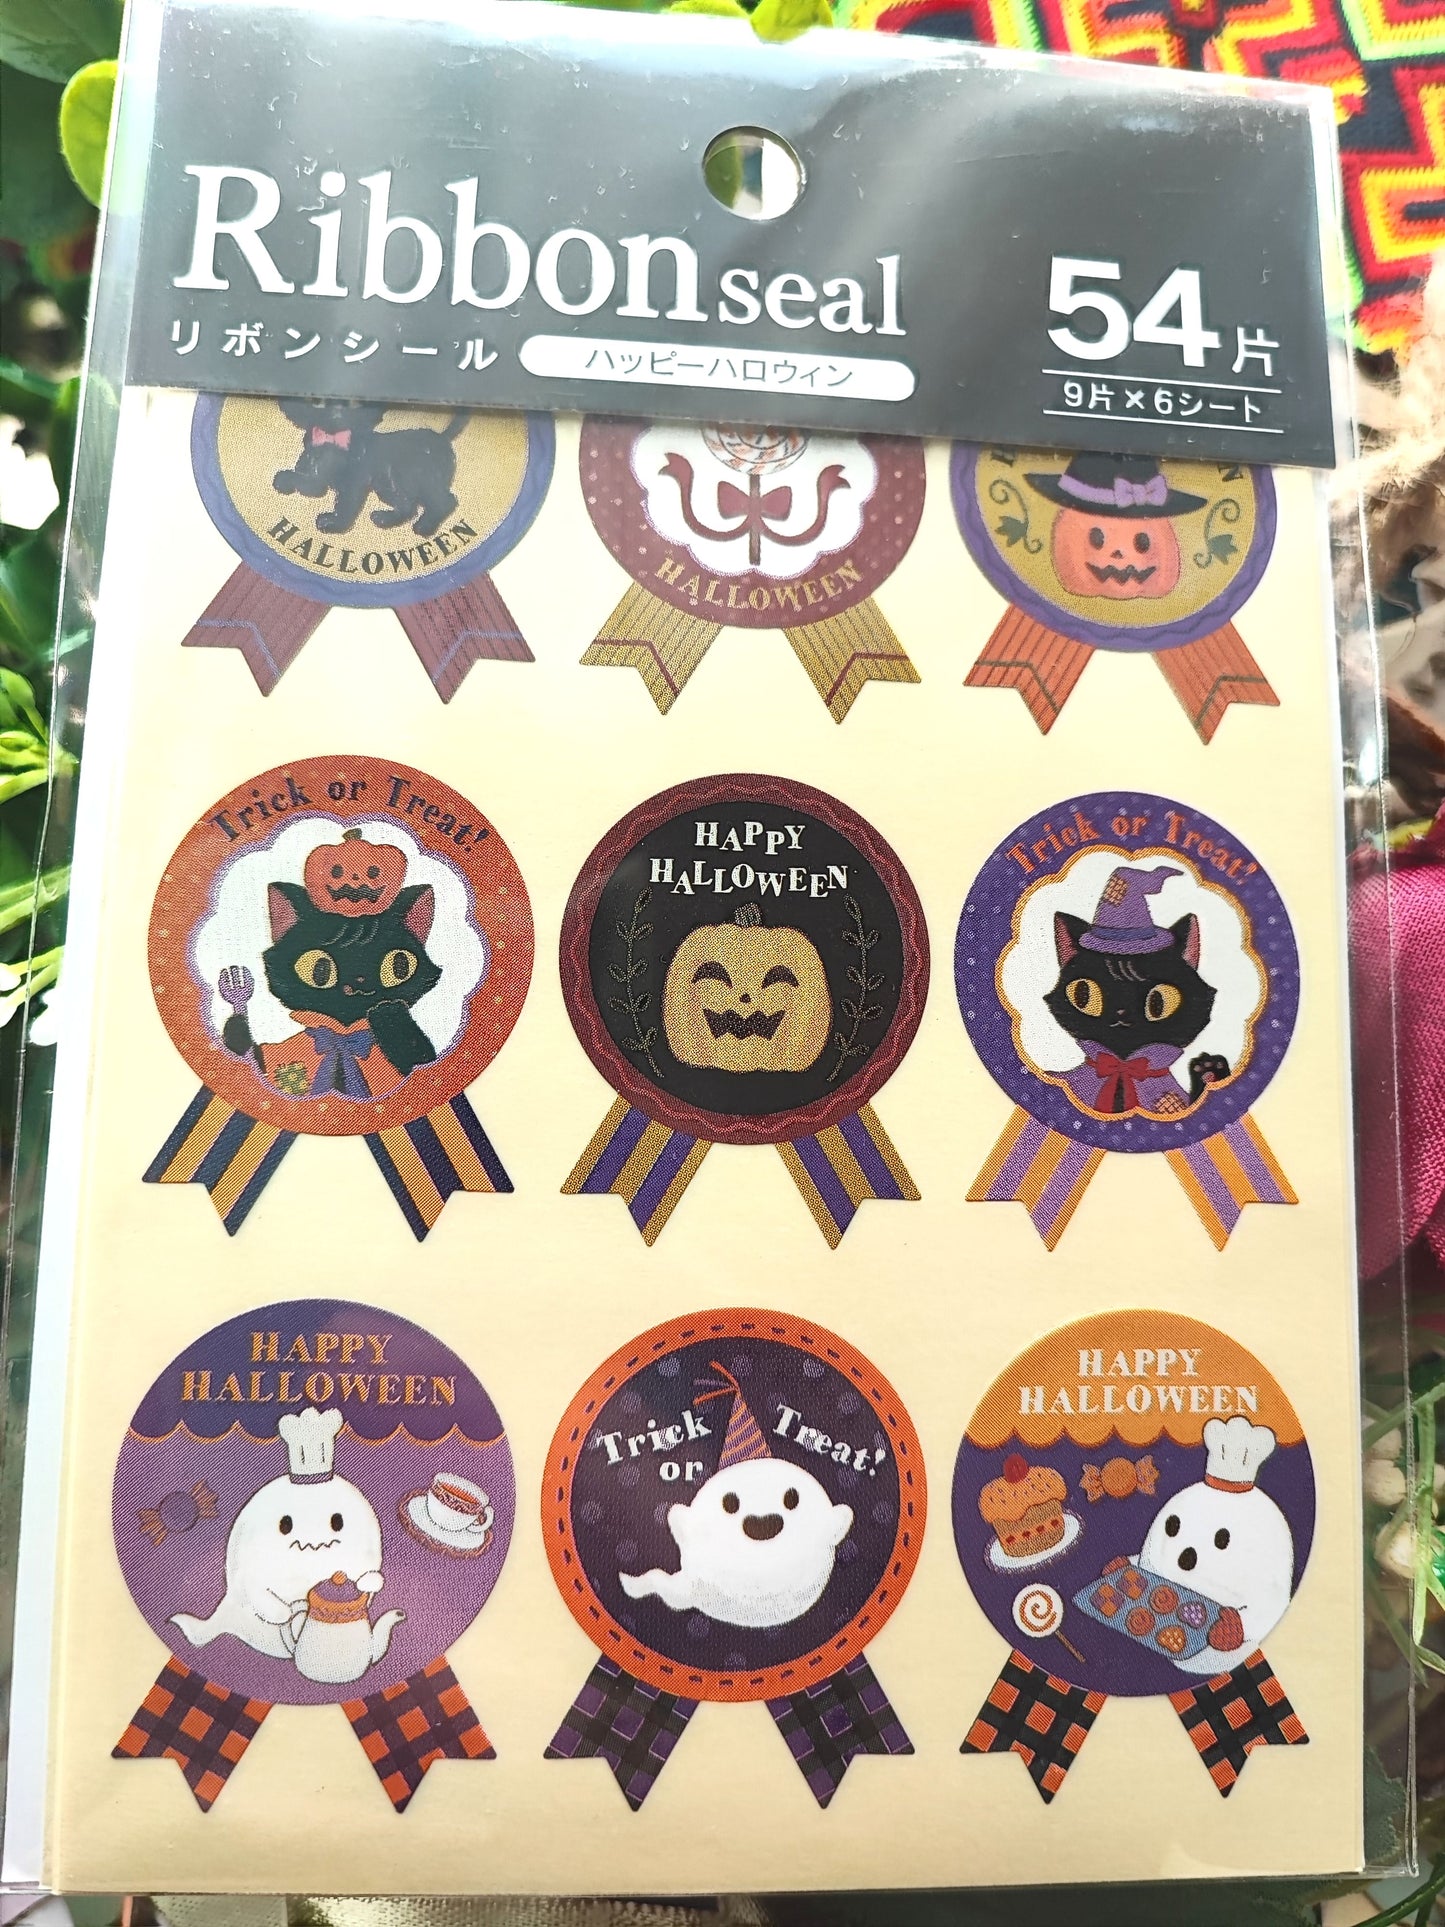 Ribbon seal
リボンシール
ハッピーハロウィン
54片
9片×6シート
HALLOWEEN
HALLOWEEN
Trick or Treat!
HAPPY
HALLOWEEN
Trick or Treat!
HAPPY
HALLOWEEN
Trick
or
Treat!
HAPPY
HALLOWEEN